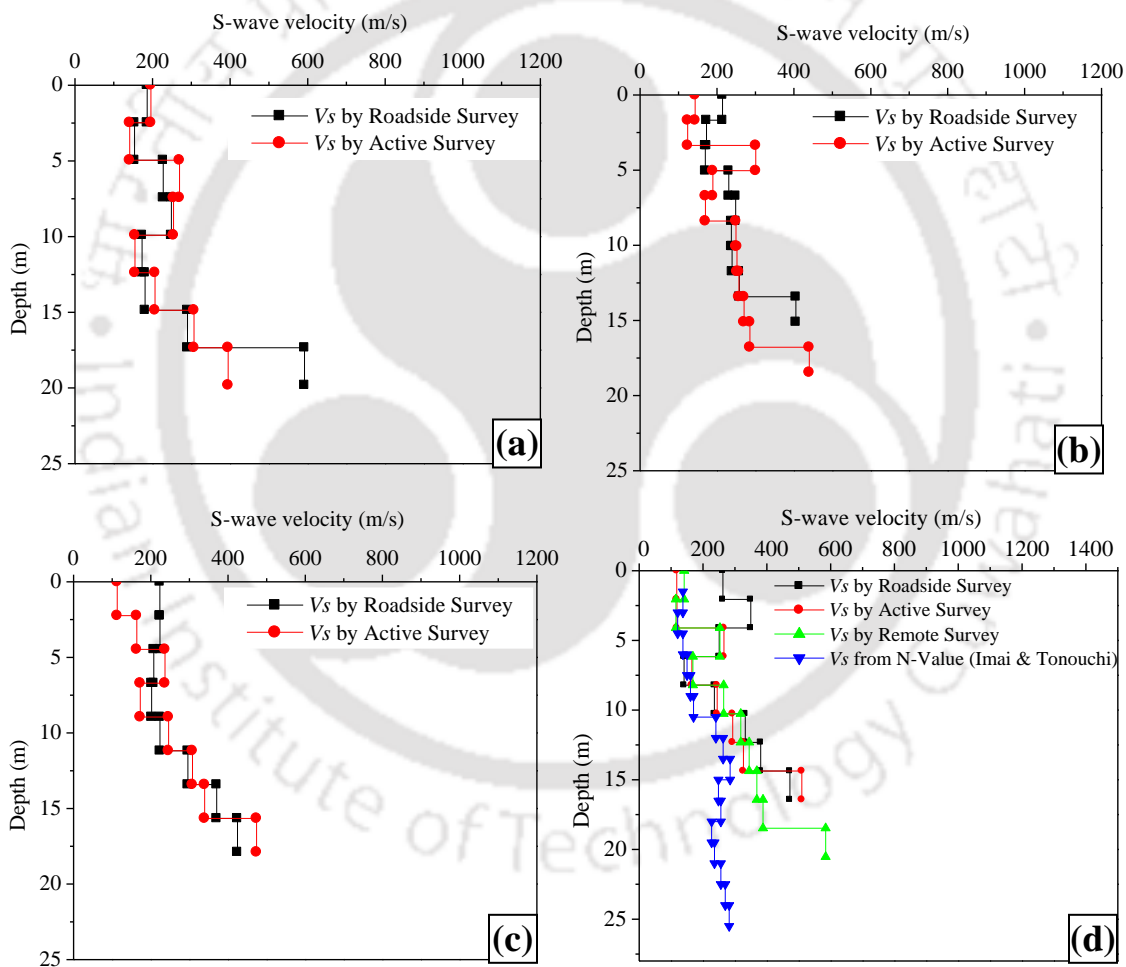 S-wave velocity (m/s)
0 200 400 600 800 1000 1200
0
5
10
15
20
25
Depth (m)
Vs by Roadside Survey
Vs by Active Survey
(a)
S-wave velocity (m/s)
0 200 400 600 800 1000 1200
0
5
10
15
20
25
Depth (m)
Vs by Roadside Survey
Vs by Active Survey
(b)
S-wave velocity (m/s)
0 200 400 600 800 1000 1200
0
5
10
15
20
25
Depth (m)
Vs by Roadside Survey
Vs by Active Survey
(c)
S-wave velocity (m/s)
0 200 400 600 800 1000 1200 1400
0
5
10
15
20
25
Depth (m)
Vs by Roadside Survey
Vs by Active Survey
Vs by Remote Survey
Vs from N-Value (Imai & Tonouchi)
(d)
Indian Institute of Technology Guwahati